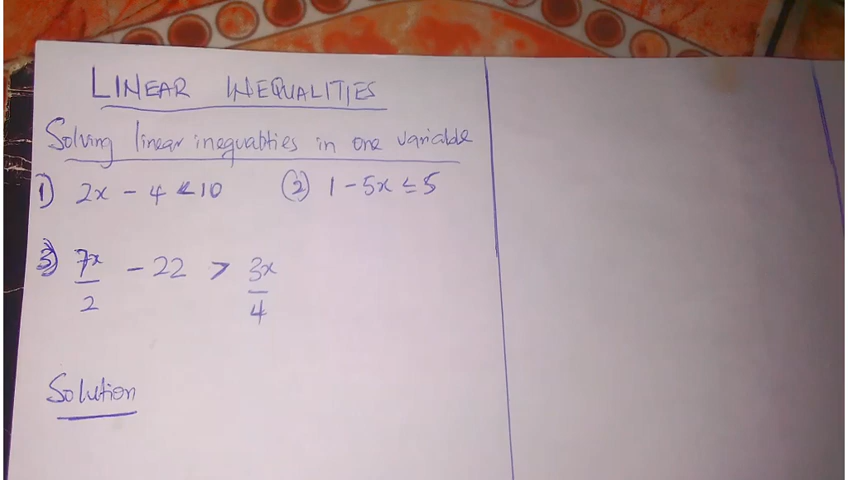 LINEAR INEQUALITIES
Solving linear inequalities in one variable
1) 2x - 4 < 10 (2) 1 - 5x ≤ 5
3) 7x/2 - 22 > 3x/4
Solution